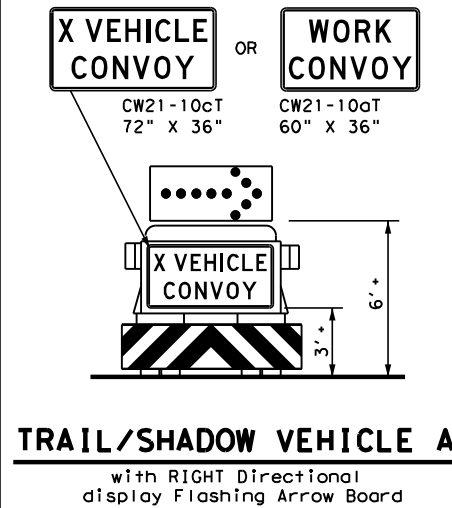 X VEHICLE
CONVOY
OR
WORK
CONVOY
CW21-10cT
72" X 36"
CW21-10aT
60" X 36"
X VEHICLE
CONVOY
6' +
3' +
TRAIL/SHADOW VEHICLE A
with RIGHT Directional
display Flashing Arrow Board